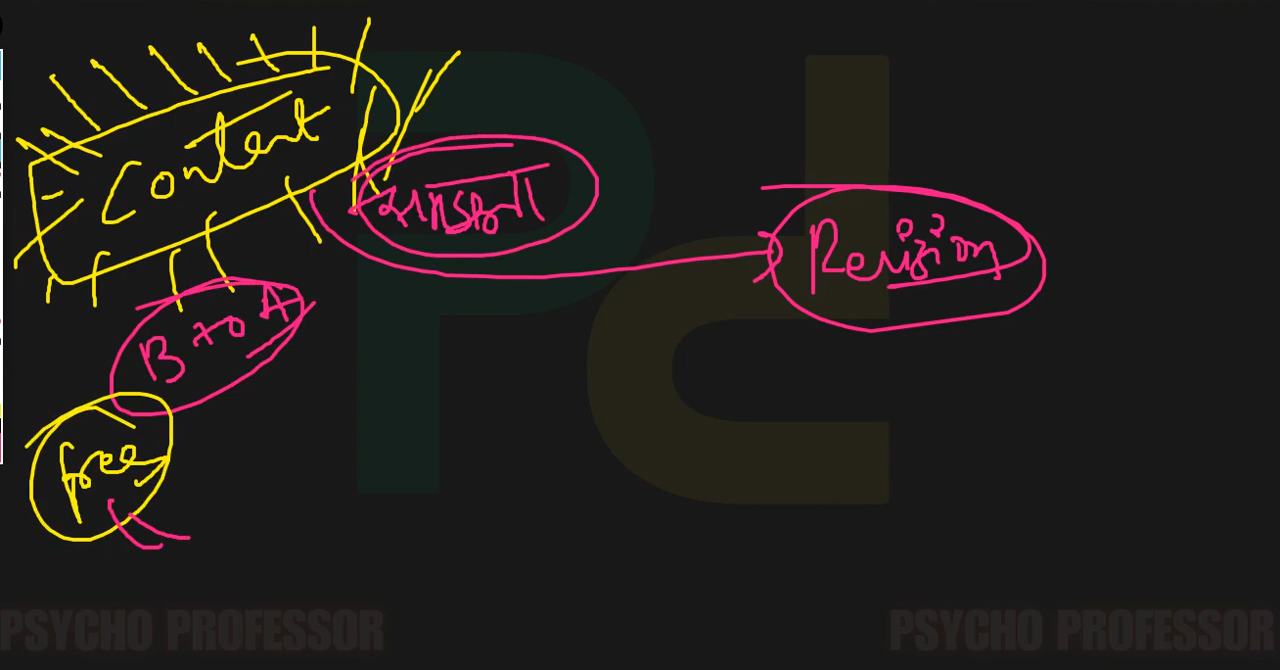 Content
Revision
B to A
free
PSYCHO PROFESSOR PSYCHO PROFESSOR